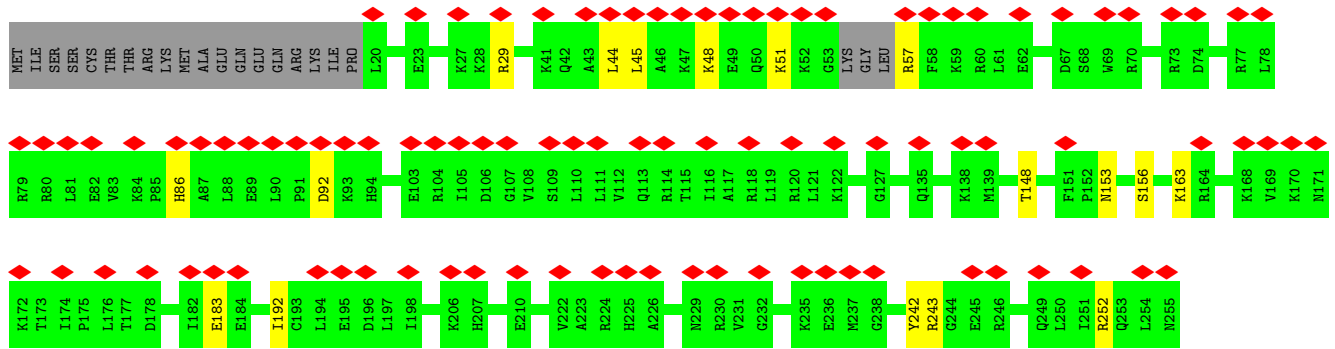 MET ILE SER SER CYS THR THR ARG LYS MET ALA GLU GLN GLU GLN ARG LYS ILE PRO L20 E23 K27 K28 R29 K41 Q42 A43 L44 L45 A46 K47 K48 E49 Q50 K51 K52 G53 LYS GLY LEU R57 F58 K59 R60 L61 E62 D67 S68 W69 R70 R73 D74 R77 L78
R79 R80 L81 E82 V83 K84 P85 H86 A87 L88 E89 L90 P91 D92 K93 H94 E103 R104 I105 D106 G107 V108 S109 L110 L111 V112 Q113 R114 T115 I116 A117 R118 L119 R120 L121 K122 G127 Q135 K138 M139 T148 F151 P152 N153 S156 K163 R164 K168 V169 K170 N171
K172 T173 I174 P175 L176 T177 D178 I182 E183 E184 I192 C193 L194 E195 D196 L197 I198 K206 H207 E210 V222 A223 R224 H225 A226 N229 R230 V231 G232 K235 E236 M237 G238 Y242 R243 G244 E245 R246 Q249 L250 I251 R252 Q253 L254 N255